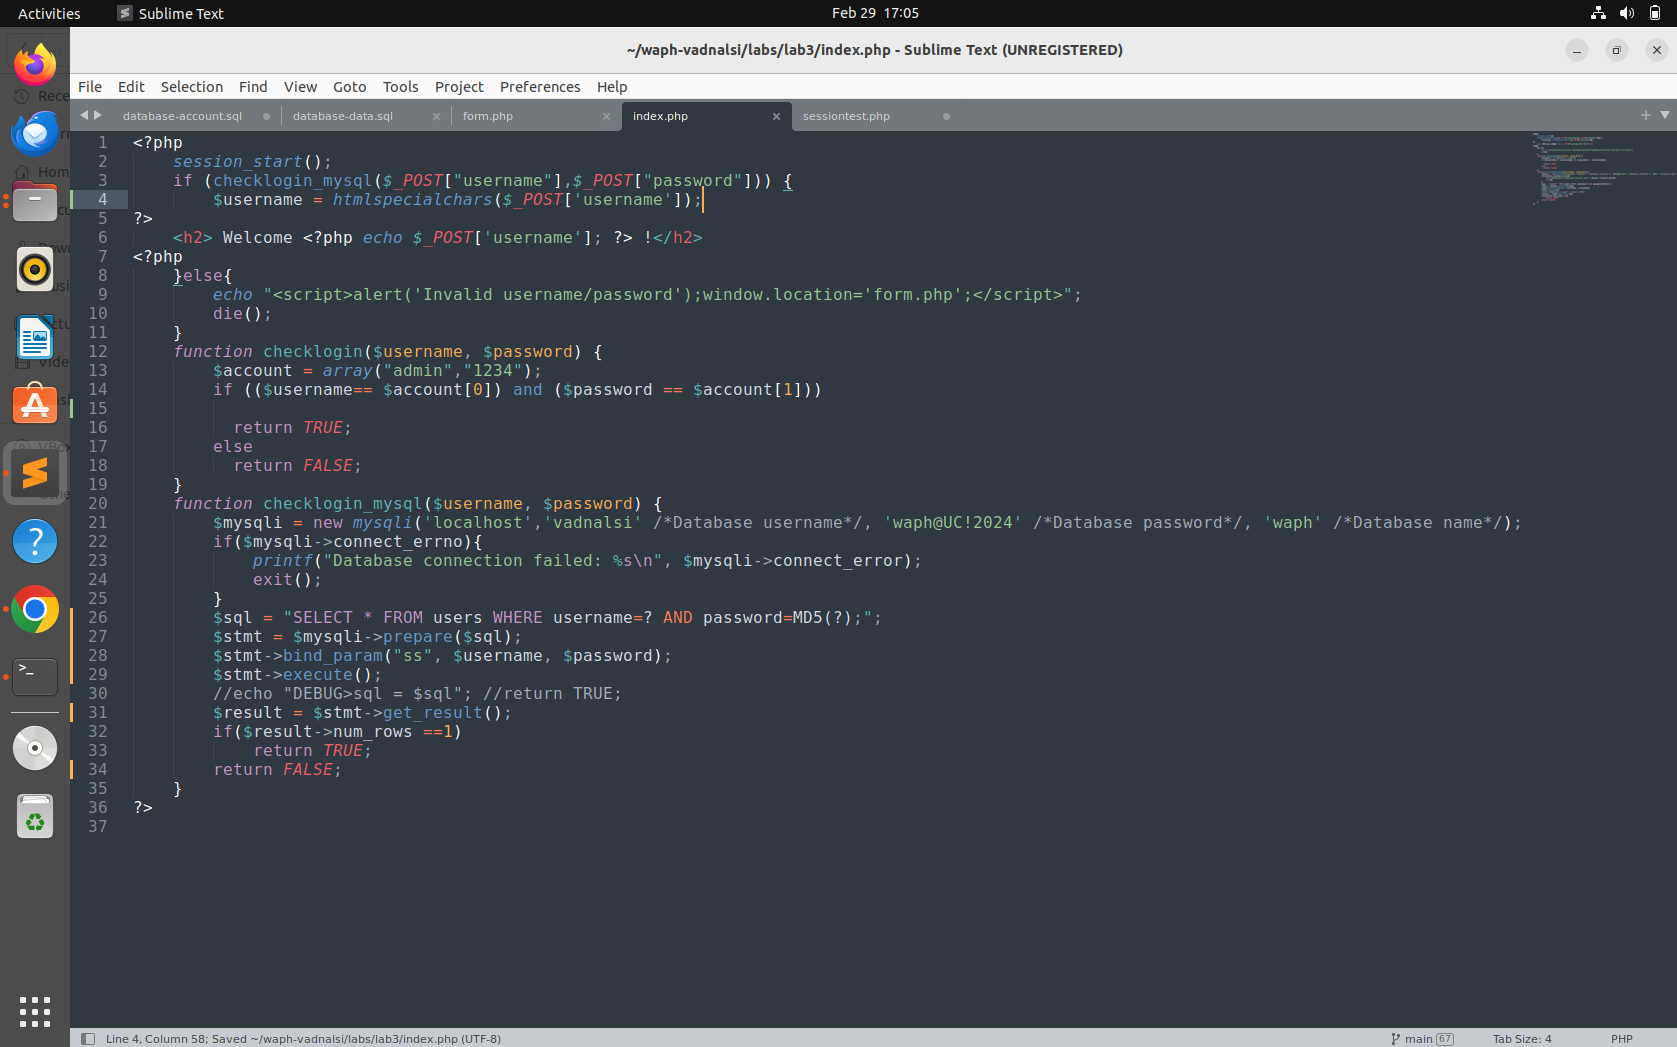 Activities
Sublime Text
Feb 29 17:05
~/waph-vadnalsi/labs/lab3/index.php - Sublime Text (UNREGISTERED)
File Edit Selection Find View Goto Tools Project Preferences Help
database-account.sql
database-data.sql
form.php
index.php
sessiontest.php
1 <?php
2     session_start();
3     if (checklogin_mysql($_POST["username"],$_POST["password"])) {
4         $username = htmlspecialchars($_POST['username']);
5 ?>
6     <h2> Welcome <?php echo $_POST['username']; ?> !</h2>
7 <?php
8     }else{
9         echo "<script>alert('Invalid username/password');window.location='form.php';</script>";
10         die();
11     }
12     function checklogin($username, $password) {
13         $account = array("admin","1234");
14         if (($username== $account[0]) and ($password == $account[1]))
15
16           return TRUE;
17         else
18           return FALSE;
19     }
20     function checklogin_mysql($username, $password) {
21         $mysqli = new mysqli('localhost','vadnalsi' /*Database username*/, 'waph@UC!2024' /*Database password*/, 'waph' /*Database name*/);
22         if($mysqli->connect_errno){
23             printf("Database connection failed: %s\n", $mysqli->connect_error);
24             exit();
25         }
26         $sql = "SELECT * FROM users WHERE username=? AND password=MD5(?);";
27         $stmt = $mysqli->prepare($sql);
28         $stmt->bind_param("ss", $username, $password);
29         $stmt->execute();
30         //echo "DEBUG>sql = $sql"; //return TRUE;
31         $result = $stmt->get_result();
32         if($result->num_rows ==1)
33             return TRUE;
34         return FALSE;
35     }
36 ?>
37
Line 4, Column 58; Saved ~/waph-vadnalsi/labs/lab3/index.php (UTF-8)
main 67
Tab Size: 4
PHP